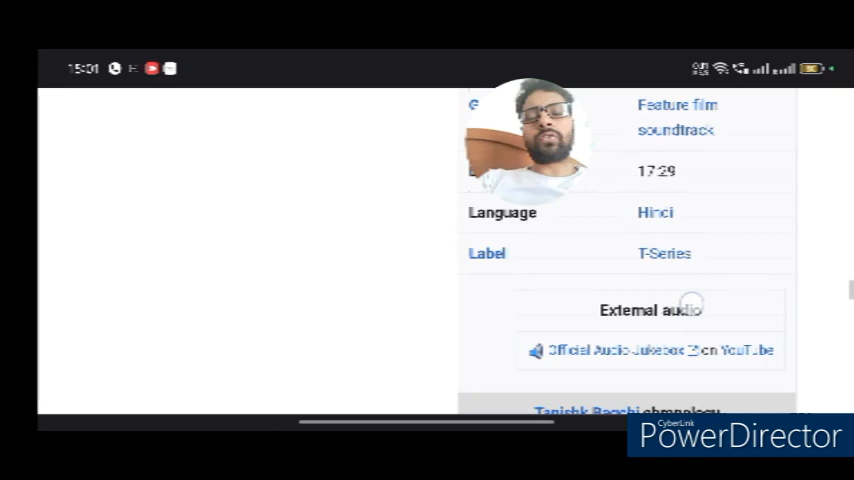 15:01
G
Feature film
soundtrack
17:29
Language Hindi
Label T-Series
External audio
Official Audio Jukebox on YouTube
Tanishk Bagchi chronology
CyberLink
PowerDirector